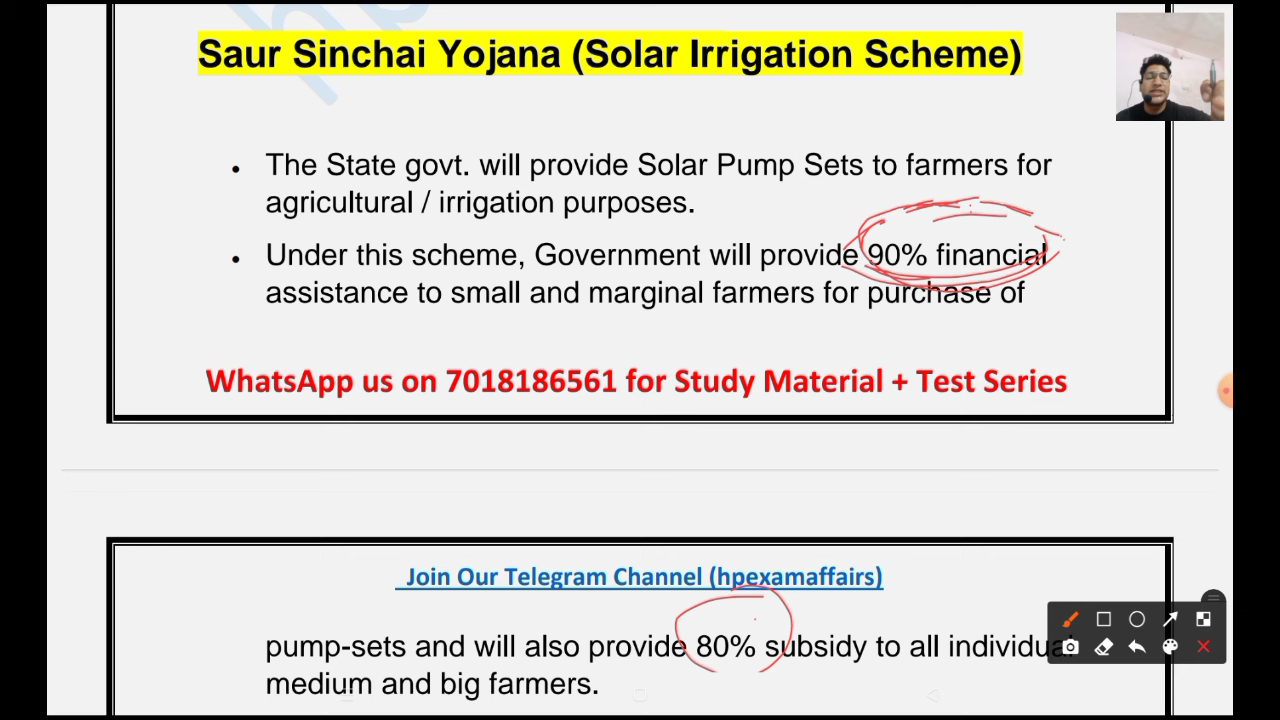 Saur Sinchai Yojana (Solar Irrigation Scheme)
• The State govt. will provide Solar Pump Sets to farmers for
agricultural / irrigation purposes.
• Under this scheme, Government will provide 90% financial
assistance to small and marginal farmers for purchase of
WhatsApp us on 7018186561 for Study Material + Test Series
Join Our Telegram Channel (hpexamaffairs)
pump-sets and will also provide 80% subsidy to all individual
medium and big farmers.